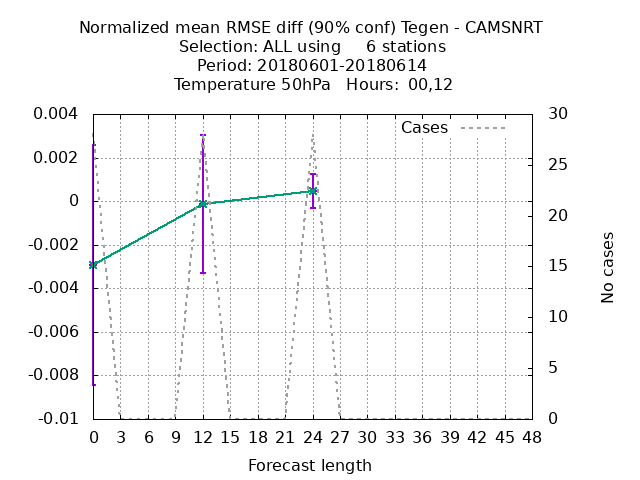 Normalized mean RMSE diff (90% conf) Tegen - CAMSNRT
Selection: ALL using     6 stations
Period: 20180601-20180614
Temperature 50hPa   Hours:  00,12
Cases
0.004
0.002
0
-0.002
-0.004
-0.006
-0.008
-0.01
30
25
20
15
10
5
0
No cases
0 3 6 9 12 15 18 21 24 27 30 33 36 39 42 45 48
Forecast length